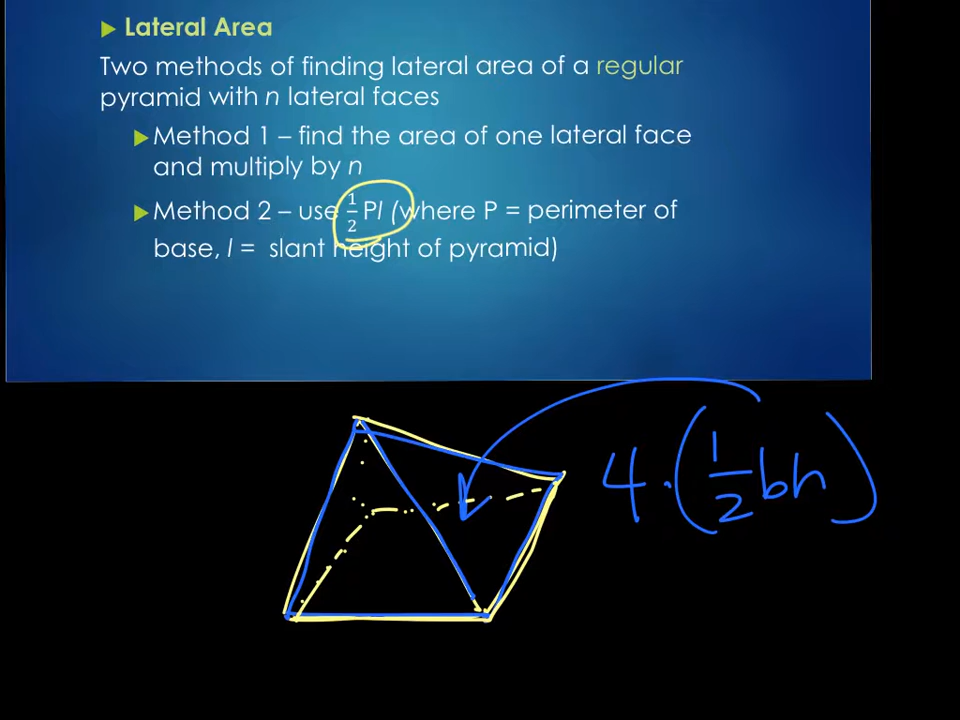 ▶ Lateral Area
Two methods of finding lateral area of a regular
pyramid with n lateral faces
▶ Method 1 – find the area of one lateral face
and multiply by n
▶ Method 2 – use 1/2 Pl (where P = perimeter of
base, l = slant height of pyramid)
4 · (1/2 bh)